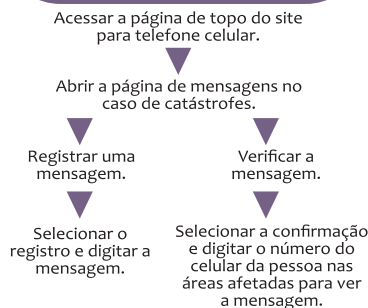 Acessar a página de topo do site
para telefone celular.
Abrir a página de mensagens no
caso de catástrofes.
Registrar uma
mensagem.
Verificar a
mensagem.
Selecionar o
registro e digitar a
mensagem.
Selecionar a confirmação
e digitar o número do
celular da pessoa nas
áreas afetadas para ver
a mensagem.